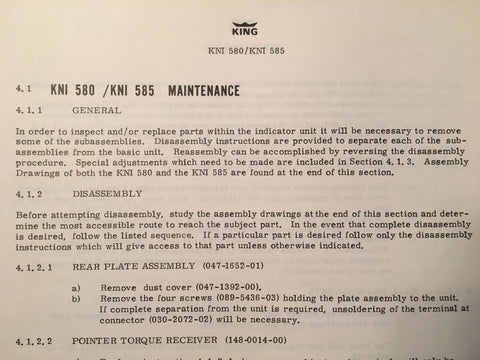 KING
KNI 580/KNI 585
4.1 KNI 580 /KNI 585 MAINTENANCE
4.1.1 GENERAL
In order to inspect and/or replace parts within the indicator unit it will be necessary to remove
some of the subassemblies. Disassembly instructions are provided to separate each of the sub-
assemblies from the basic unit. Reassembly can be accomplished by reversing the disassembly
procedure. Special adjustments which need to be made are included in Section 4.1.3. Assembly
Drawings of both the KNI 580 and the KNI 585 are found at the end of this section.
4.1.2 DISASSEMBLY
Before attempting disassembly, study the assembly drawings at the end of this section and deter-
mine the most accessible route to reach the subject part. In the event that complete disassembly
is desired, follow the listed sequence. If a particular part is desired follow only the disassembly
instructions which will give access to that part unless otherwise indicated.
4.1.2.1 REAR PLATE ASSEMBLY (047-1652-01)
a) Remove dust cover (047-1392-00).
b) Remove the four screws (089-5436-03) holding the plate assembly to the unit.
If complete separation from the unit is required, unsoldering of the terminal at
connector (030-2072-02) will be necessary.
4.1.2.2 POINTER TORQUE RECEIVER (148-0014-00)